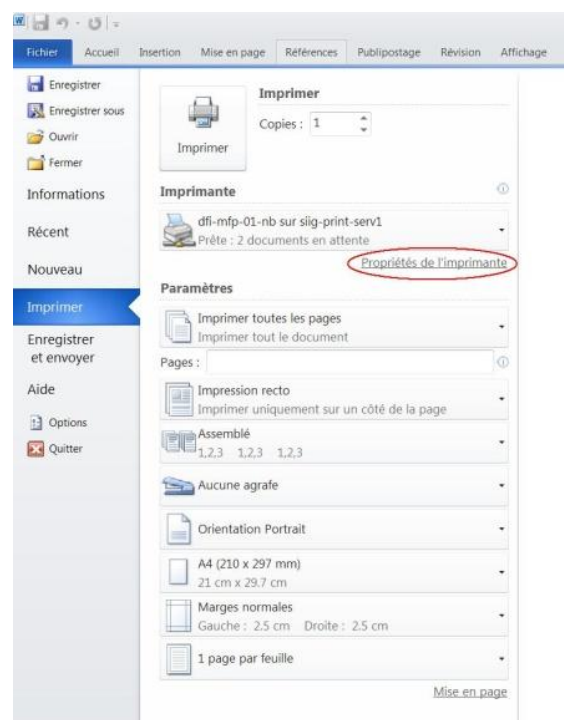 Fichier Accueil Insertion Mise en page Références Publipostage Révision Affichage
Enregistrer
Enregistrer sous
Ouvrir
Fermer
Informations
Récent
Nouveau
Imprimer
Enregistrer
et envoyer
Aide
Options
Quitter
Imprimer
Imprimer
Copies : 1
Imprimante
dfi-mfp-01-nb sur siig-print-serv1
Prête : 2 documents en attente
Propriétés de l'imprimante
Paramètres
Imprimer toutes les pages
Imprimer tout le document
Pages :
Impression recto
Imprimer uniquement sur un côté de la page
Assemblé
1,2,3 1,2,3 1,2,3
Aucune agrafe
Orientation Portrait
A4 (210 x 297 mm)
21 cm x 29.7 cm
Marges normales
Gauche : 2.5 cm Droite : 2.5 cm
1 page par feuille
Mise en page